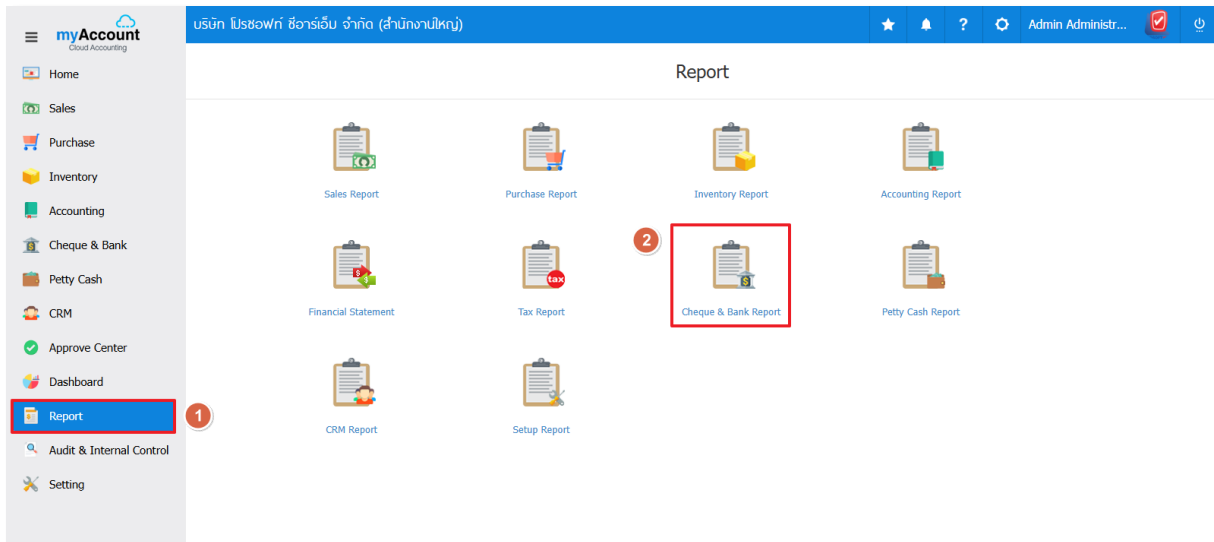 myAccount
Cloud Accounting
บริษัท โปรซอฟท์ ซีอาร์เอ็ม จำกัด (สำนักงานใหญ่)
Admin Administr...
Report
Home
Sales
Purchase
Inventory
Accounting
Cheque & Bank
Petty Cash
CRM
Approve Center
Dashboard
Report
1
Audit & Internal Control
Setting
Sales Report
Purchase Report
Inventory Report
Accounting Report
2
Financial Statement
tax
Tax Report
Cheque & Bank Report
Petty Cash Report
CRM Report
Setup Report